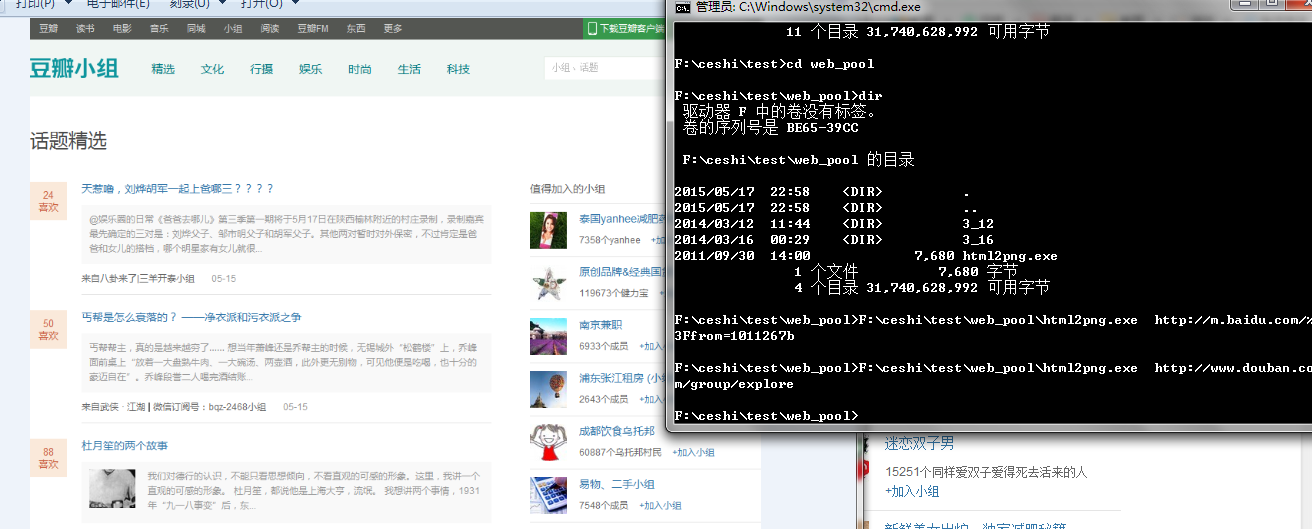 打印(P)
电子邮件(E)
刻录(U)
打开(O)
豆瓣 读书 电影 音乐 同城 小组 阅读 豆瓣FM 东西 更多
下载豆瓣客户端
豆瓣小组 精选 文化 行摄 娱乐 时尚 生活 科技
小组、话题
话题精选
24
喜欢
天惹噜，刘烨胡军一起上爸哪三？？？？
@娱乐圈的日常《爸爸去哪儿》第三季第一期将于5月17日在陕西榆林附近的村庄录制，录制嘉宾
最先确定的三对是：刘烨父子、邹市明父子和胡军父子。其他两对暂时对外保密，不过肯定是爸
爸和女儿的搭档，哪个明星家有女儿就很...
来自八卦来了|三羊开泰小组 05-15
50
喜欢
丐帮是怎么衰落的？ ——净衣派和污衣派之争
丐帮帮主，真的是越来越穷了...... 想当年萧峰还是乔帮主的时候，无锡城外“松鹤楼”上，乔峰
面前桌上“放着一大盘熟牛肉、一大碗汤、两壶酒，此外更无别物，可见他便是吃喝，也十分的
豪迈自在”。乔峰段誉二人喝完酒结账...
来自武侠 · 江湖 | 微信订阅号：bqz-2468小组 05-15
88
喜欢
杜月笙的两个故事
我们对德行的认识，不能只看思想倾向，不看直观的可感的形象。这里，我讲一个
直观的可感的形象。 杜月笙，都说他是上海大亨，流氓。 我想讲两个事情，1931
年“九一八事变”后，东...
值得加入的小组
泰国yanhee减肥
7358个yanhee +加
原创品牌&经典国
119673个健力宝 +
南京兼职
6933个成员 +加入小
浦东张江租房 (小
2643个成员 +加入小
成都饮食乌托邦
60887个乌托邦村民 +加入小组
易物、二手小组
7548个成员 +加入小组
管理员: C:\Windows\system32\cmd.exe
11 个目录 31,740,628,992 可用字节
F:\ceshi\test>cd web_pool
F:\ceshi\test\web_pool>dir
驱动器 F 中的卷没有标签。
卷的序列号是 BE65-39CC
F:\ceshi\test\web_pool 的目录
2015/05/17 22:58 <DIR> .
2015/05/17 22:58 <DIR> ..
2014/03/12 11:44 <DIR> 3_12
2014/03/16 00:29 <DIR> 3_16
2011/09/30 14:00 7,680 html2png.exe
1 个文件 7,680 字节
4 个目录 31,740,628,992 可用字节
F:\ceshi\test\web_pool>F:\ceshi\test\web_pool\html2png.exe http://m.baidu.com/%
3Ffrom=1011267b
F:\ceshi\test\web_pool>F:\ceshi\test\web_pool\html2png.exe http://www.douban.co
m/group/explore
F:\ceshi\test\web_pool>
迷恋双子男
15251个同样爱双子爱得死去活来的人
+加入小组